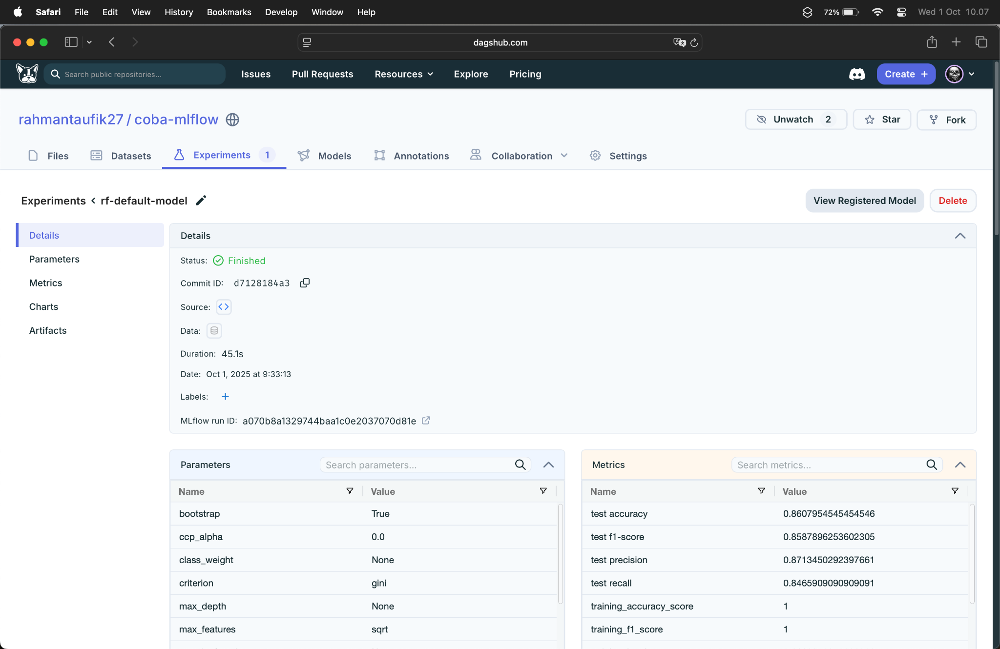 Safari File Edit View History Bookmarks Develop Window Help 72% Wed 1 Oct 10.07
dagshub.com
Search public repositories... Issues Pull Requests Resources Explore Pricing Create +
rahmantaufik27 / coba-mlflow Unwatch 2 Star Fork
Files Datasets Experiments 1 Models Annotations Collaboration Settings
Experiments < rf-default-model View Registered Model Delete
Details
Parameters
Metrics
Charts
Artifacts
Details
Status: Finished
Commit ID: d7128184a3
Source: <>
Data:
Duration: 45.1s
Date: Oct 1, 2025 at 9:33:13
Labels: +
MLflow run ID: a070b8a1329744baa1c0e2037070d81e
Parameters Search parameters...
Name Value
bootstrap True
ccp_alpha 0.0
class_weight None
criterion gini
max_depth None
max_features sqrt
Metrics Search metrics...
Name Value
test accuracy 0.8607954545454546
test f1-score 0.8587896253602305
test precision 0.8713450292397661
test recall 0.8465909090909091
training_accuracy_score 1
training_f1_score 1